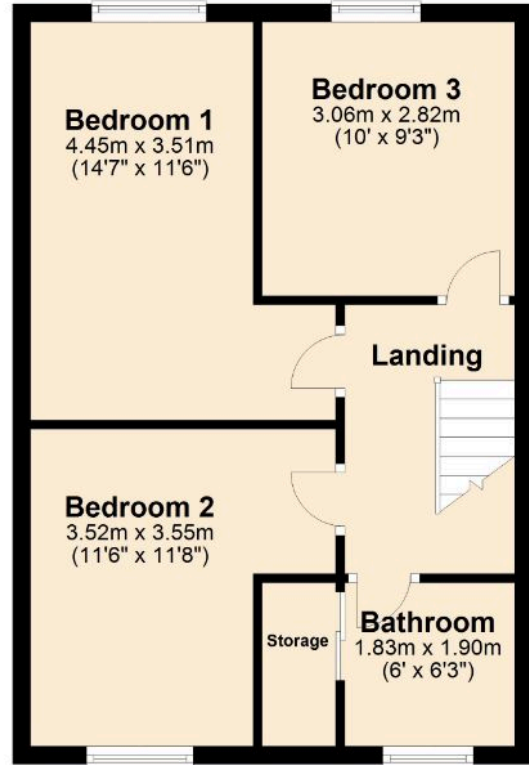 Bedroom 1
4.45m x 3.51m
(14'7" x 11'6")
Bedroom 3
3.06m x 2.82m
(10' x 9'3")
Landing
Bedroom 2
3.52m x 3.55m
(11'6" x 11'8")
Storage
Bathroom
1.83m x 1.90m
(6' x 6'3")